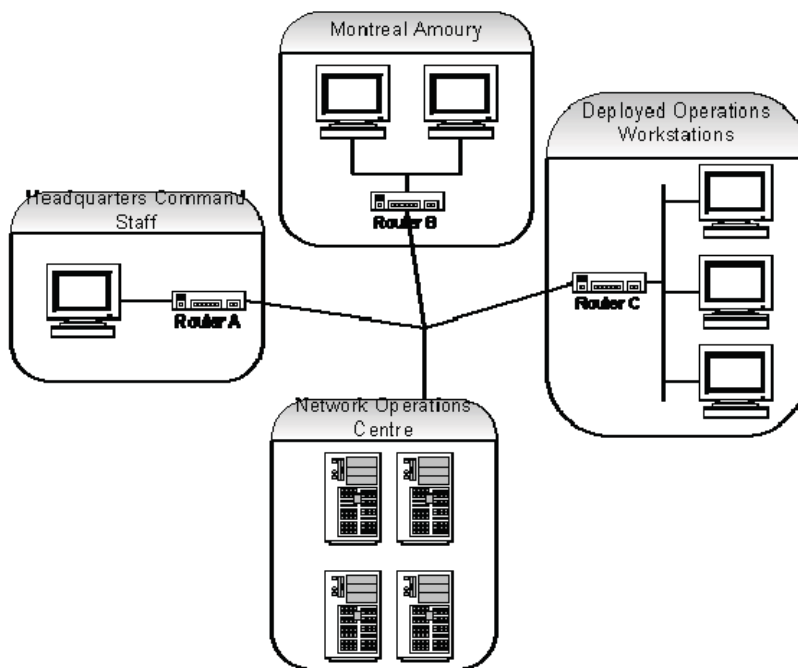 Montreal Amoury
Router B
Deployed Operations
Workstations
Router C
Headquarters Command
Staff
Router A
Network Operations
Centre